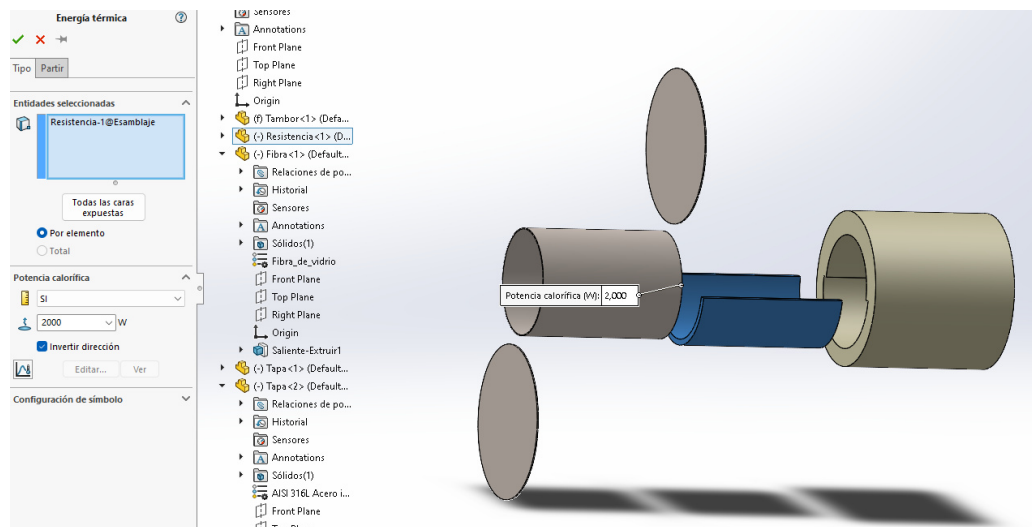 Energía térmica
Tipo
Partir
Entidades seleccionadas
Resistencia-1@Esamblaje
Todas las caras
expuestas
Por elemento
Total
Potencia calorífica
SI
2000
W
Invertir dirección
Editar...
Ver
Configuración de símbolo
Sensores
Annotations
Front Plane
Top Plane
Right Plane
Origin
(f) Tambor<1> (Defa...
(-) Resistencia<1> (D...
(-) Fibra<1> (Default...
Relaciones de po...
Historial
Sensores
Annotations
Sólidos(1)
Fibra_de_vidrio
Front Plane
Top Plane
Right Plane
Origin
Saliente-Extruir1
(-) Tapa<1> (Default...
(-) Tapa<2> (Default...
Relaciones de po...
Historial
Sensores
Annotations
Sólidos(1)
AISI 316L Acero i...
Front Plane
Potencia calorífica (W): 2,000